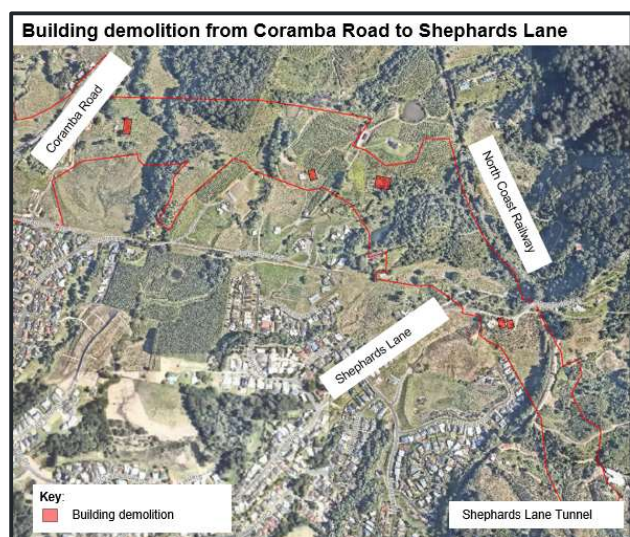 Building demolition from Coramba Road to Shephards Lane
Coramba Road
North Coast Railway
Shephards Lane
Key:
Building demolition
Shephards Lane Tunnel